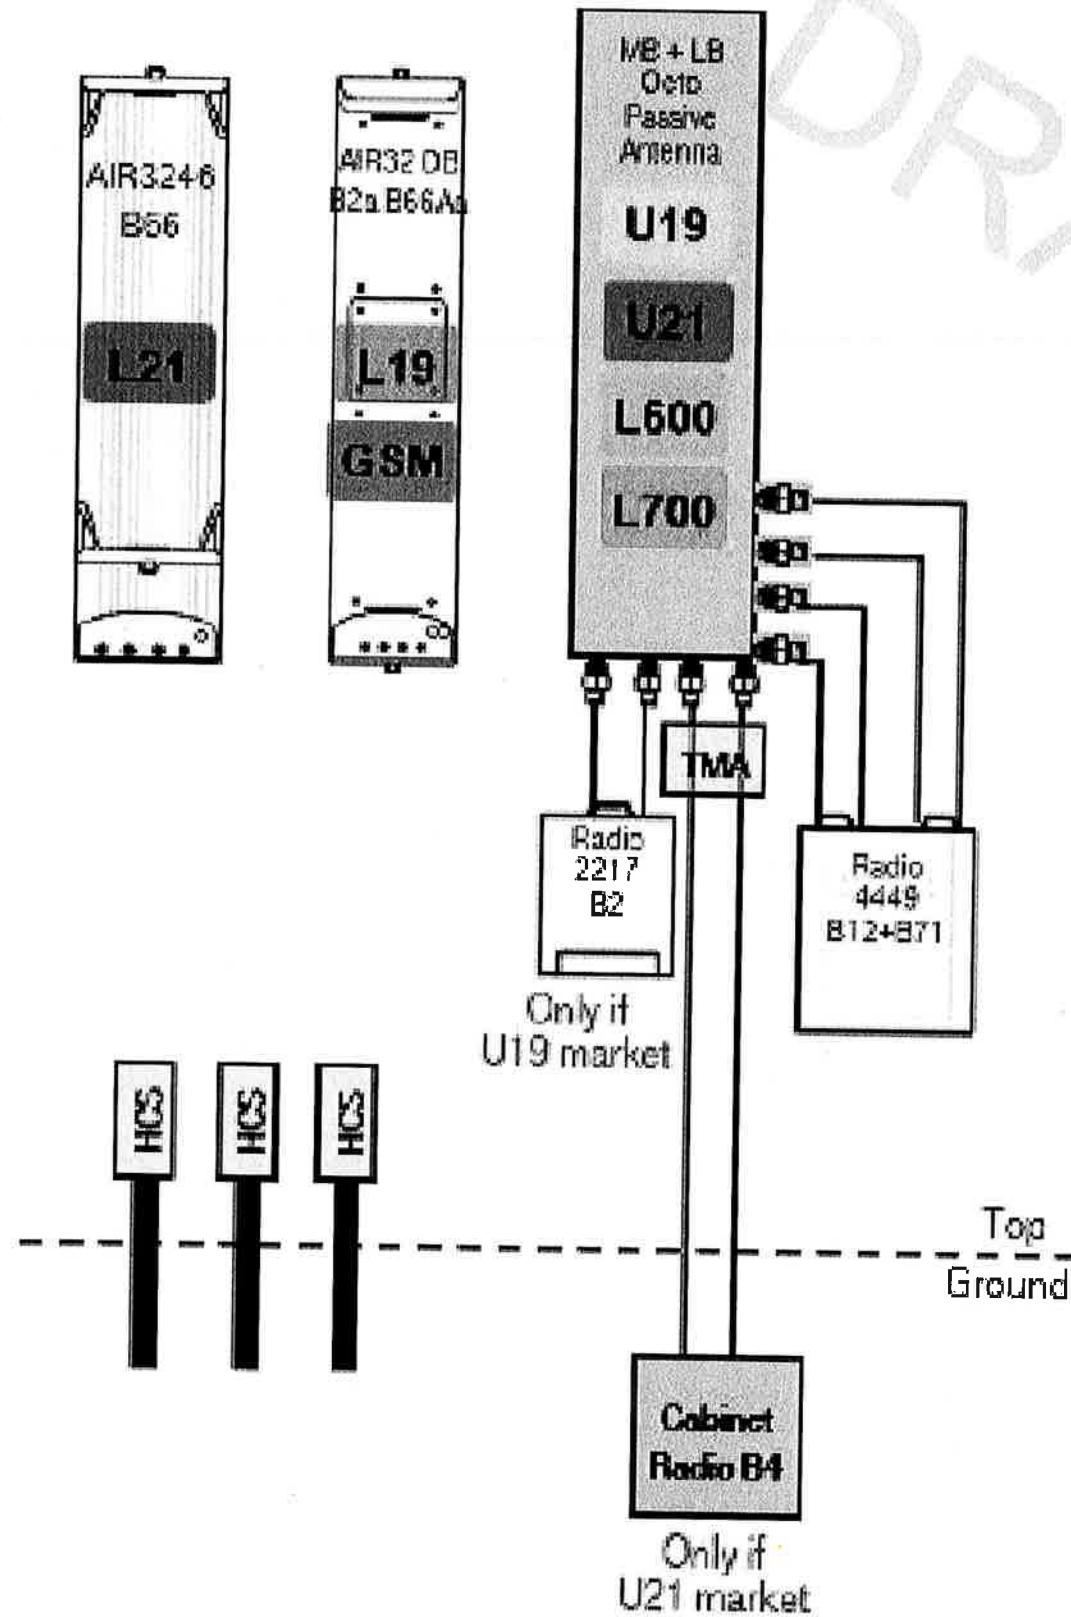 AIR3246
B66
L21
AIR32 DB
B2a B66Aa
L19
GSM
MB + LB
Octo
Passive
Antenna
U19
U21
L600
L700
TMA
Radio
2217
B2
Only if
U19 market
Radio
4449
B12+B71
HCS
HCS
HCS
Top
Ground
Cabinet
Radio B4
Only if
U21 market